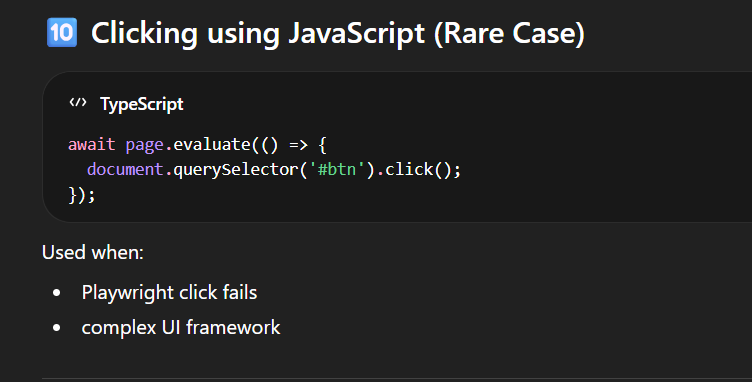 🔟 Clicking using JavaScript (Rare Case)
</> TypeScript
await page.evaluate(() => {
  document.querySelector('#btn').click();
});
Used when:
• Playwright click fails
• complex UI framework